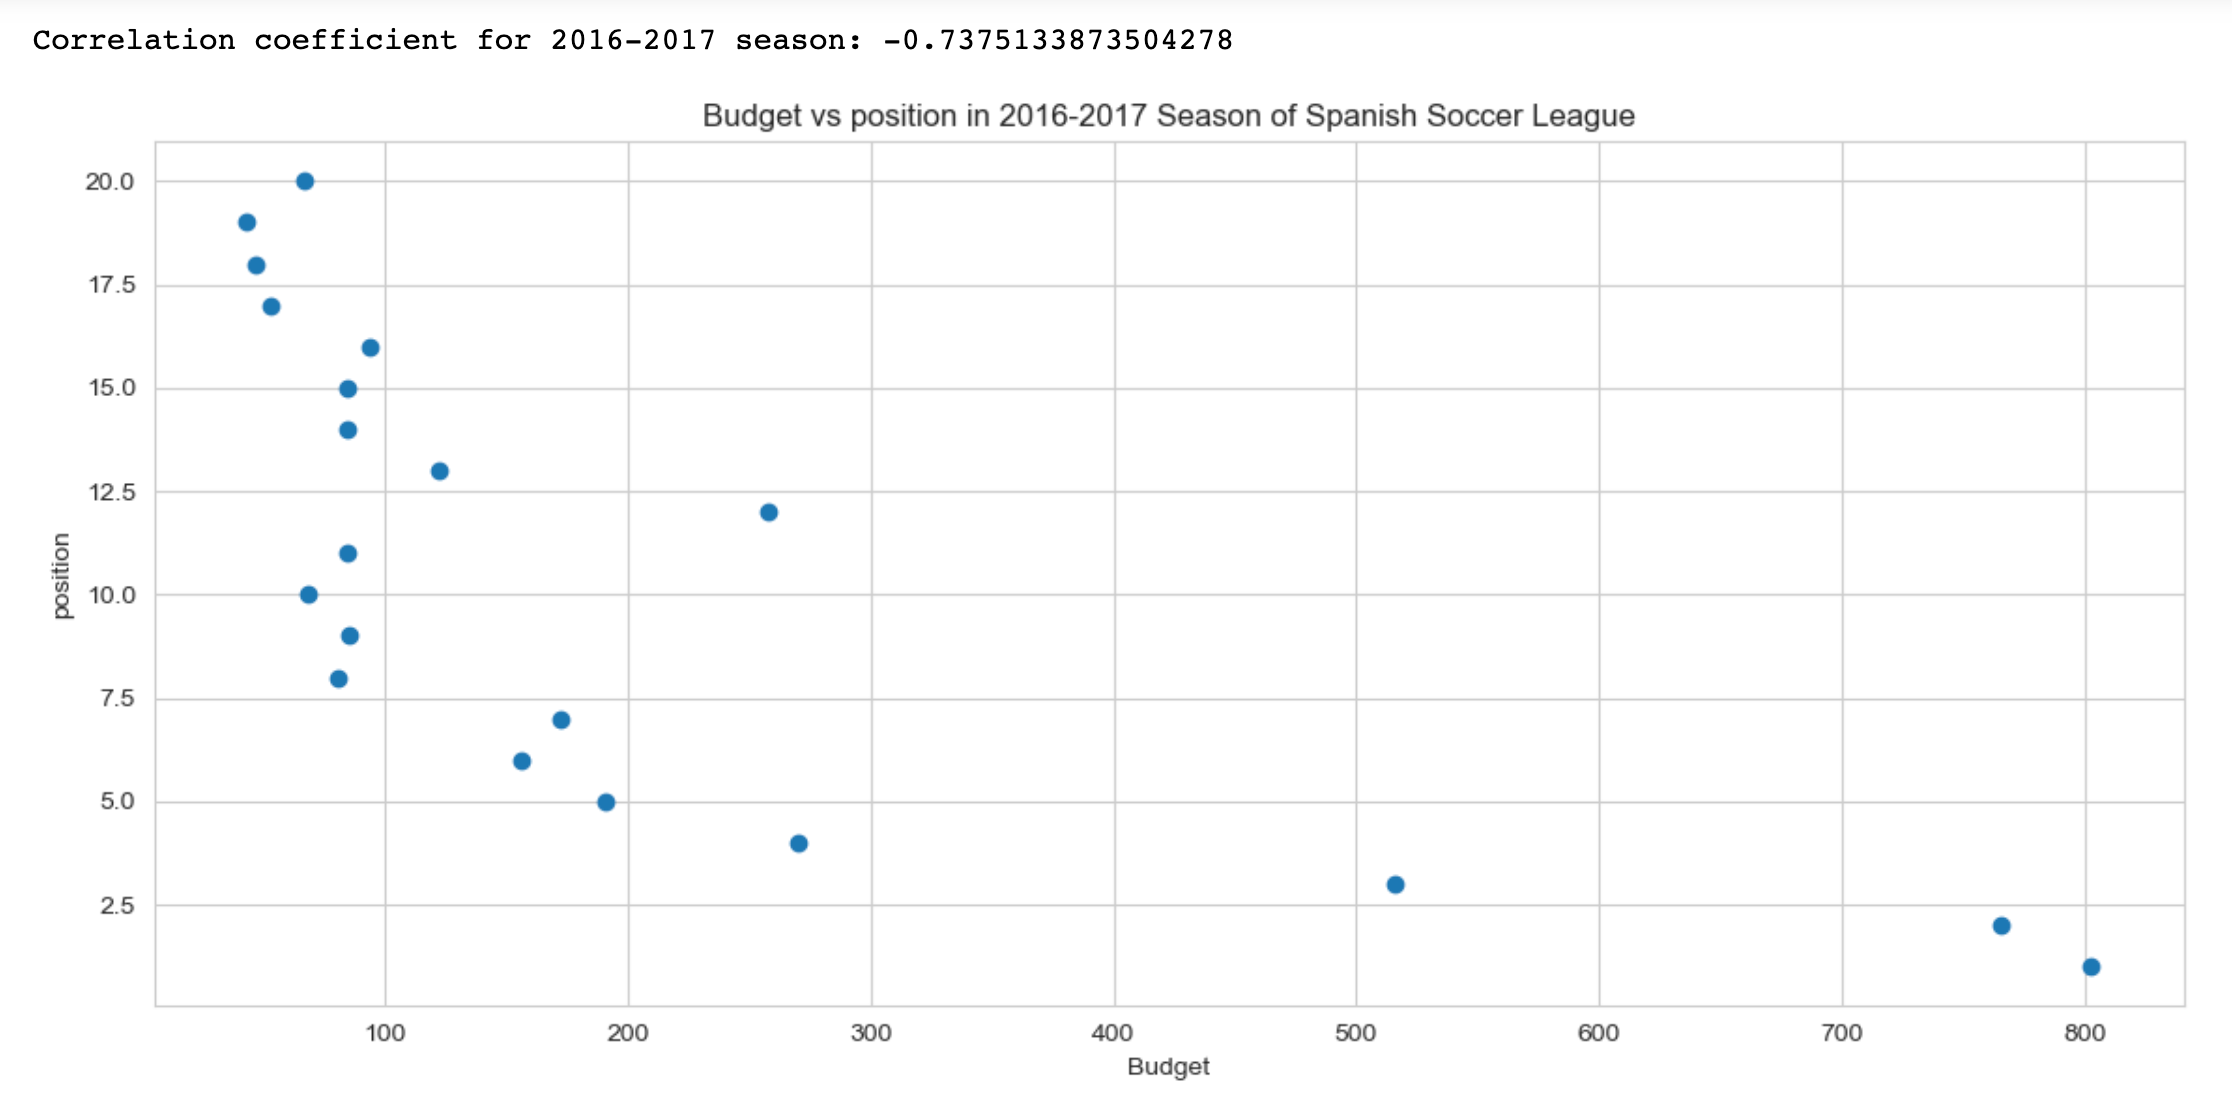 Correlation coefficient for 2016-2017 season: -0.7375133873504278
Budget vs position in 2016-2017 Season of Spanish Soccer League
20.0
17.5
15.0
12.5
10.0
7.5
5.0
2.5
position
100 200 300 400 500 600 700 800
Budget